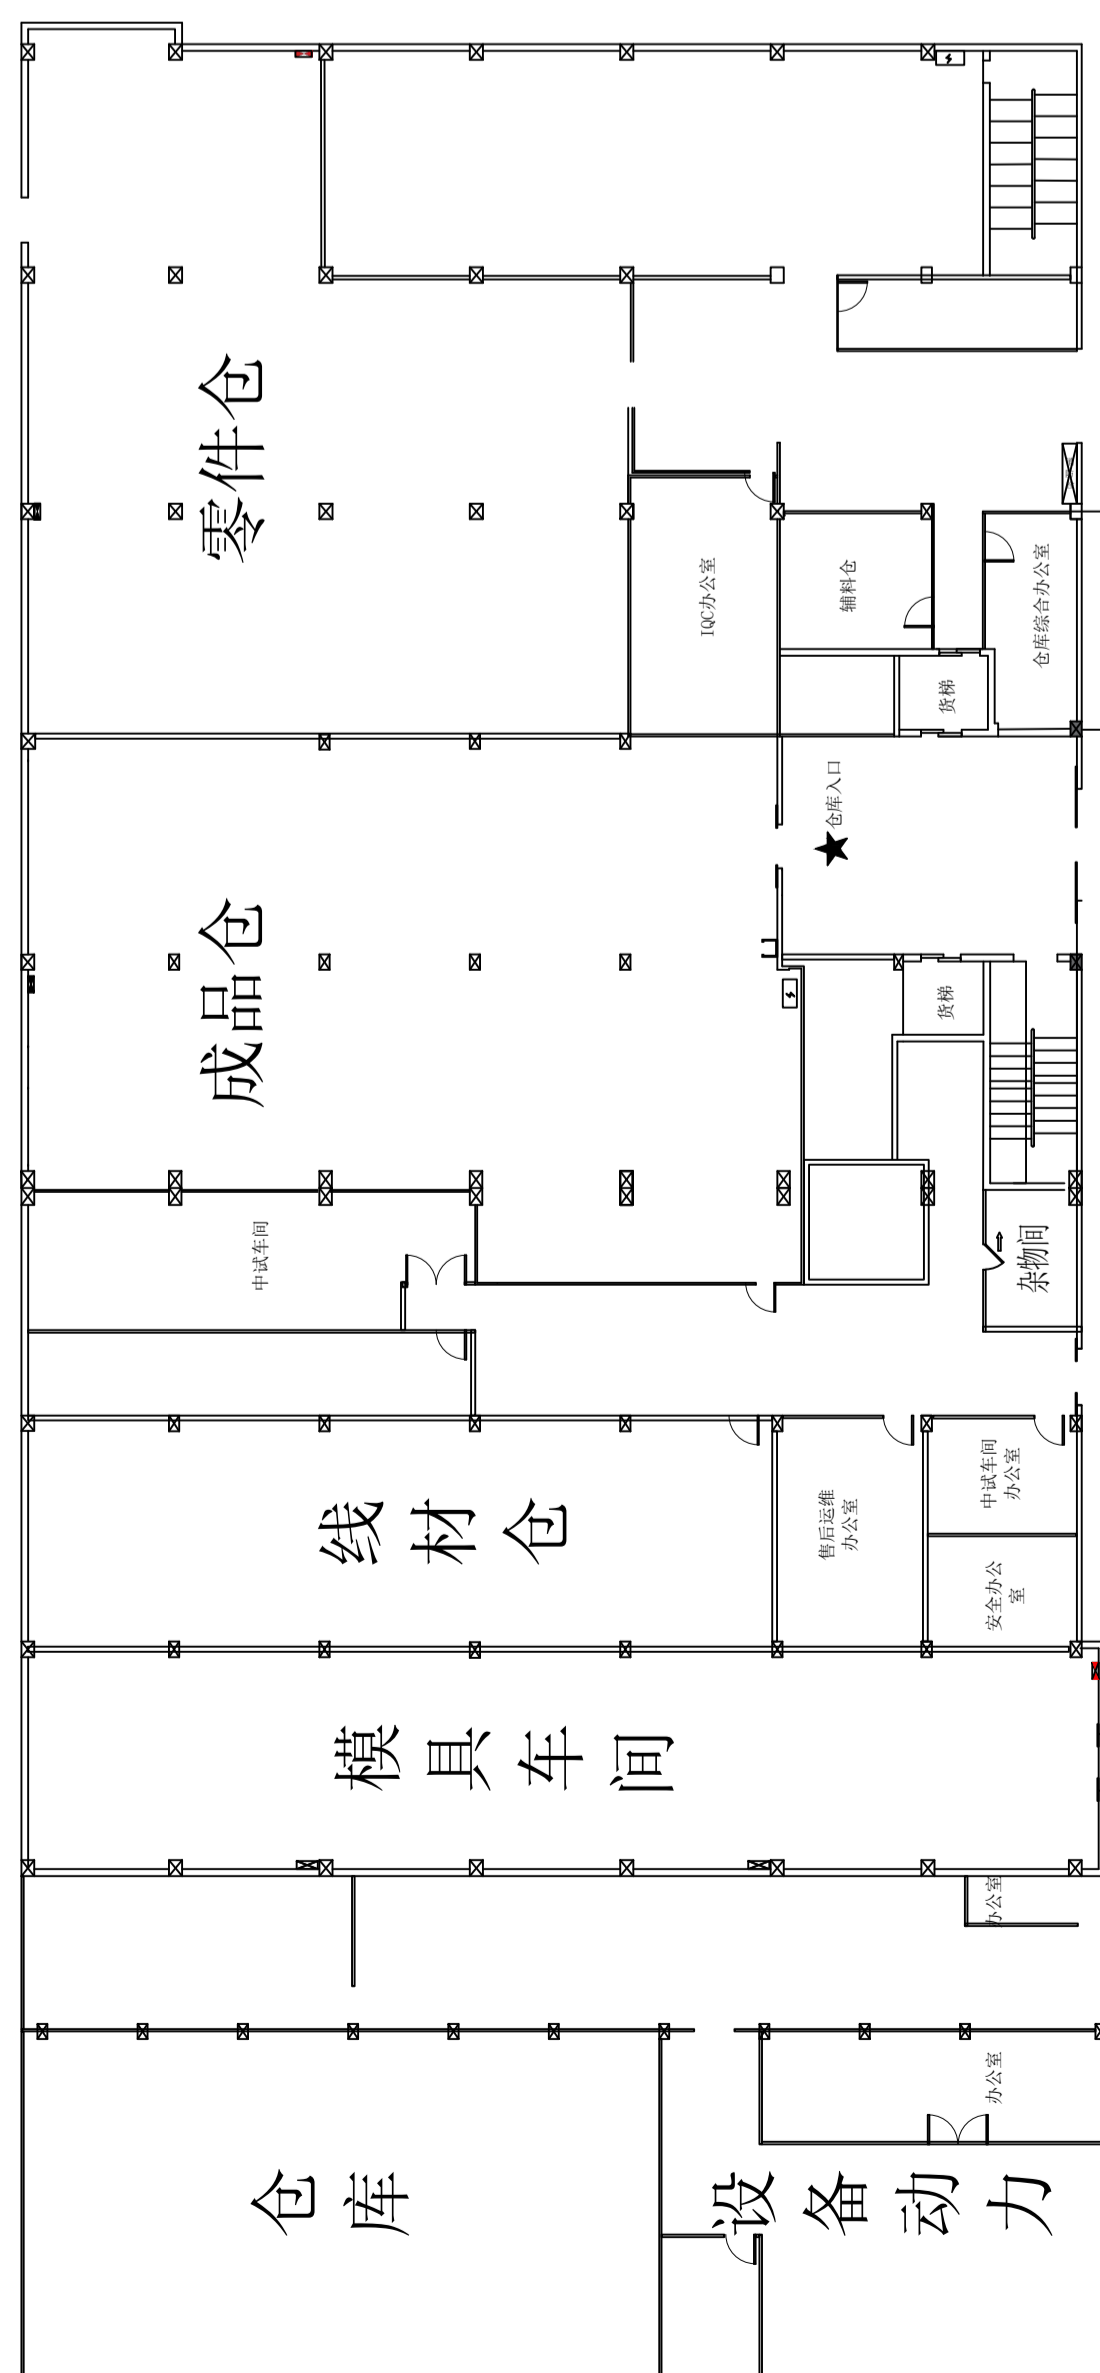 零件仓
IQC办公室
辅料仓
仓库综合办公室
货梯
仓库入口
成品仓
货梯
中试车间
杂物间
线材仓
售后运维
办公室
中试车间
办公室
安全办公
室
模具车间
办公室
办公室
仓库
设备动力